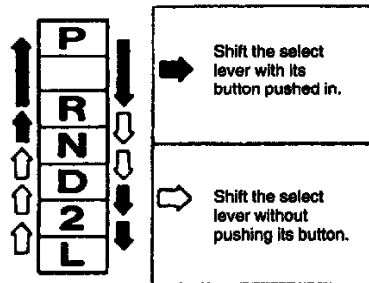 P
R
N
D
2
L
Shift the select
lever with its
button pushed in.
Shift the select
lever without
pushing its button.